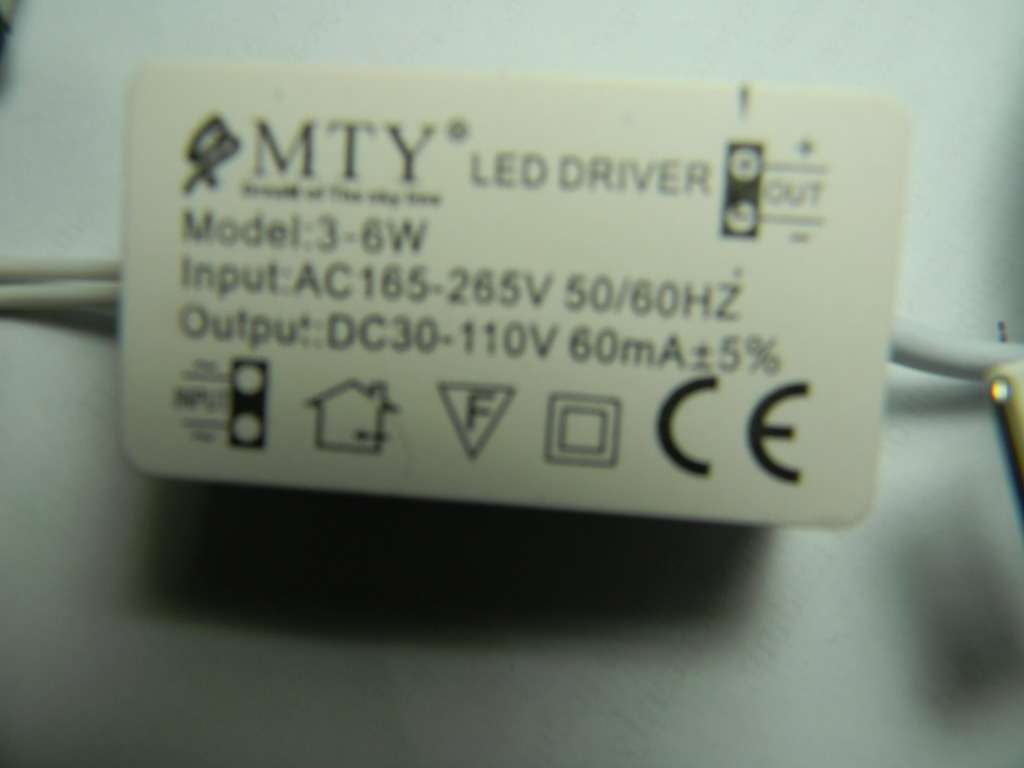 MTY®
LED DRIVER
+
OUT
-
Model:3-6W
Input:AC165-265V 50/60HZ
Output:DC30-110V 60mA±5%
~
INPUT
~
F
CE